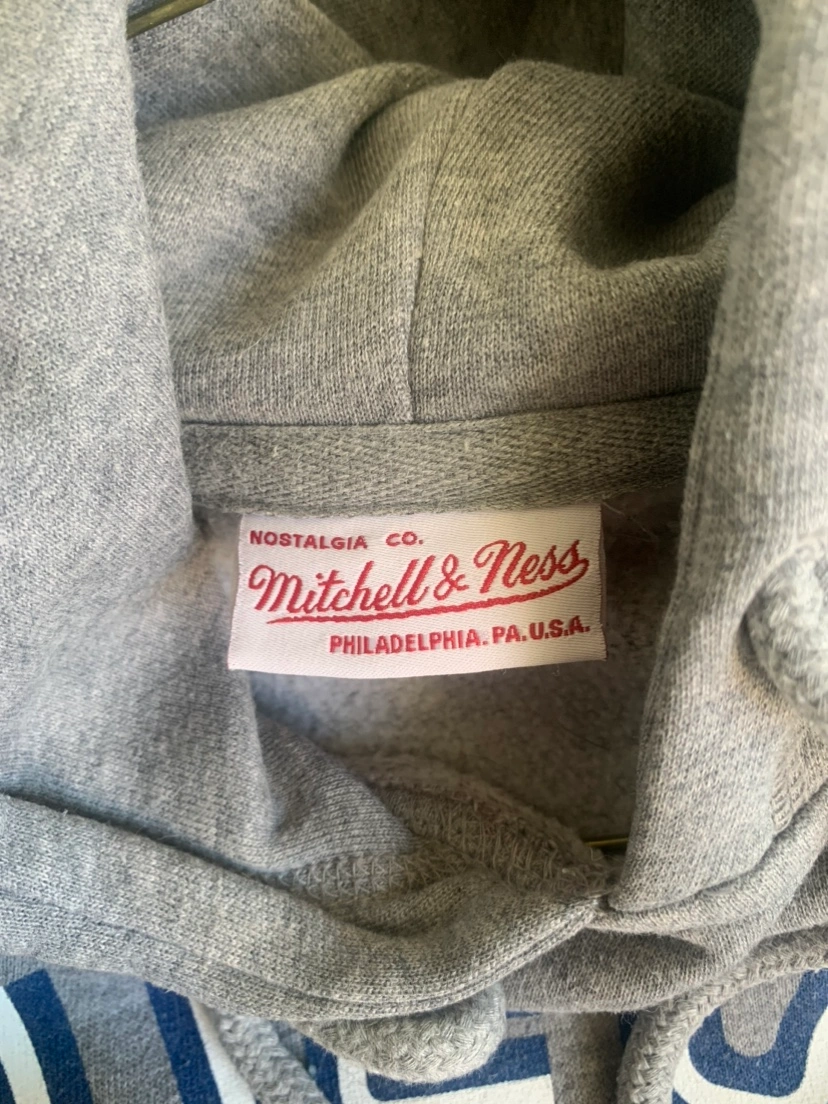 NOSTALGIA CO.
Mitchell & Ness
PHILADELPHIA. PA. U.S.A.